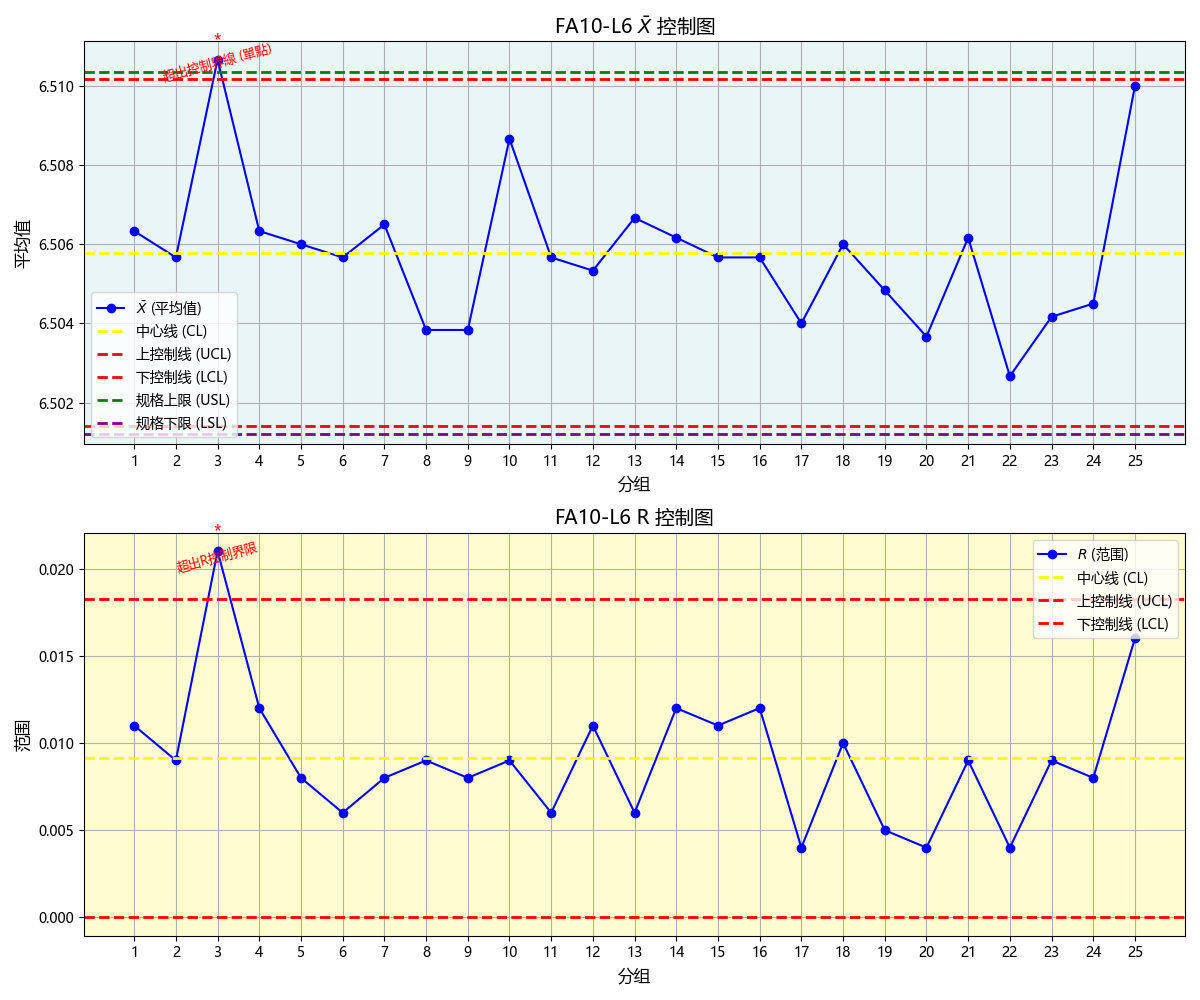 FA10-L6 X̄ 控制图
*
超出控制界線 (單點)
平均值
6.510
6.508
6.506
6.504
6.502
X̄ (平均值)
中心线 (CL)
上控制线 (UCL)
下控制线 (LCL)
规格上限 (USL)
规格下限 (LSL)
1 2 3 4 5 6 7 8 9 10 11 12 13 14 15 16 17 18 19 20 21 22 23 24 25
分组
FA10-L6 R 控制图
*
超出R控制界限
范围
0.020
0.015
0.010
0.005
0.000
R (范围)
中心线 (CL)
上控制线 (UCL)
下控制线 (LCL)
1 2 3 4 5 6 7 8 9 10 11 12 13 14 15 16 17 18 19 20 21 22 23 24 25
分组